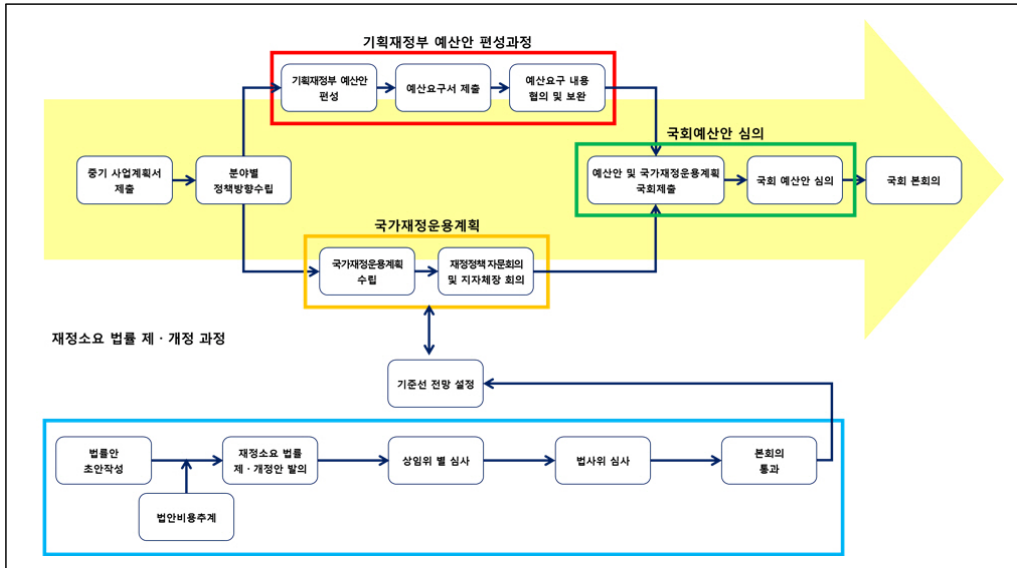 기획재정부 예산안 편성과정
기획재정부 예산안
편성
예산요구서 제출
예산요구 내용
협의 및 보완
국회예산안 심의
중기 사업계획서
제출
분야별
정책방향수립
예산안 및 국가재정운용계획
국회제출
국회 예산안 심의
국회 본회의
국가재정운용계획
국가재정운용계획
수립
재정정책 자문회의
및 지자체장 회의
재정소요 법률 제 · 개정 과정
기준선 전망 설정
법률안
초안작성
재정소요 법률
제 · 개정안 발의
상임위 별 심사
법사위 심사
본회의
통과
법안비용추계